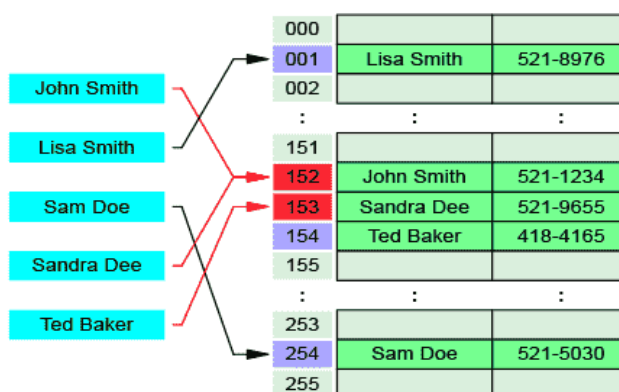 000
001 Lisa Smith 521-8976
002
: : :
151
152 John Smith 521-1234
153 Sandra Dee 521-9655
154 Ted Baker 418-4165
155
: : :
253
254 Sam Doe 521-5030
255
John Smith
Lisa Smith
Sam Doe
Sandra Dee
Ted Baker